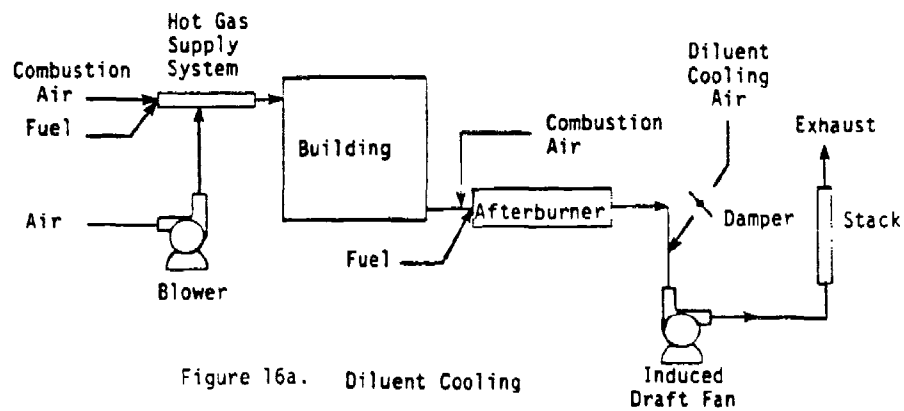 Hot Gas
Supply
System
Combustion
Air
Fuel
Air
Blower
Building
Combustion
Air
Afterburner
Fuel
Diluent
Cooling
Air
Damper
Exhaust
Stack
Induced
Draft Fan
Figure 16a. Diluent Cooling